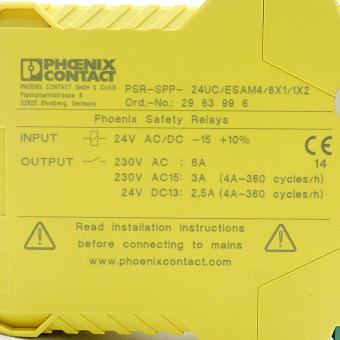 PHŒNIX
CONTACT
PHOENIX CONTACT GmbH & Co.KG
Flachsmarktstrasse 8
32825 Blomberg, Germany
PSR-SPP- 24UC/ESAM4/8X1/1X2
Ord.-No.: 29 63 99 6
Phoenix Safety Relays
INPUT 24V AC/DC -15 +10%
OUTPUT 230V AC: 6A
230V AC15: 3A (4A-360 cycles/h)
24V DC13: 2,5A (4A-360 cycles/h)
CE
14
Read installation instructions
before connecting to mains
www.phoenixcontact.com